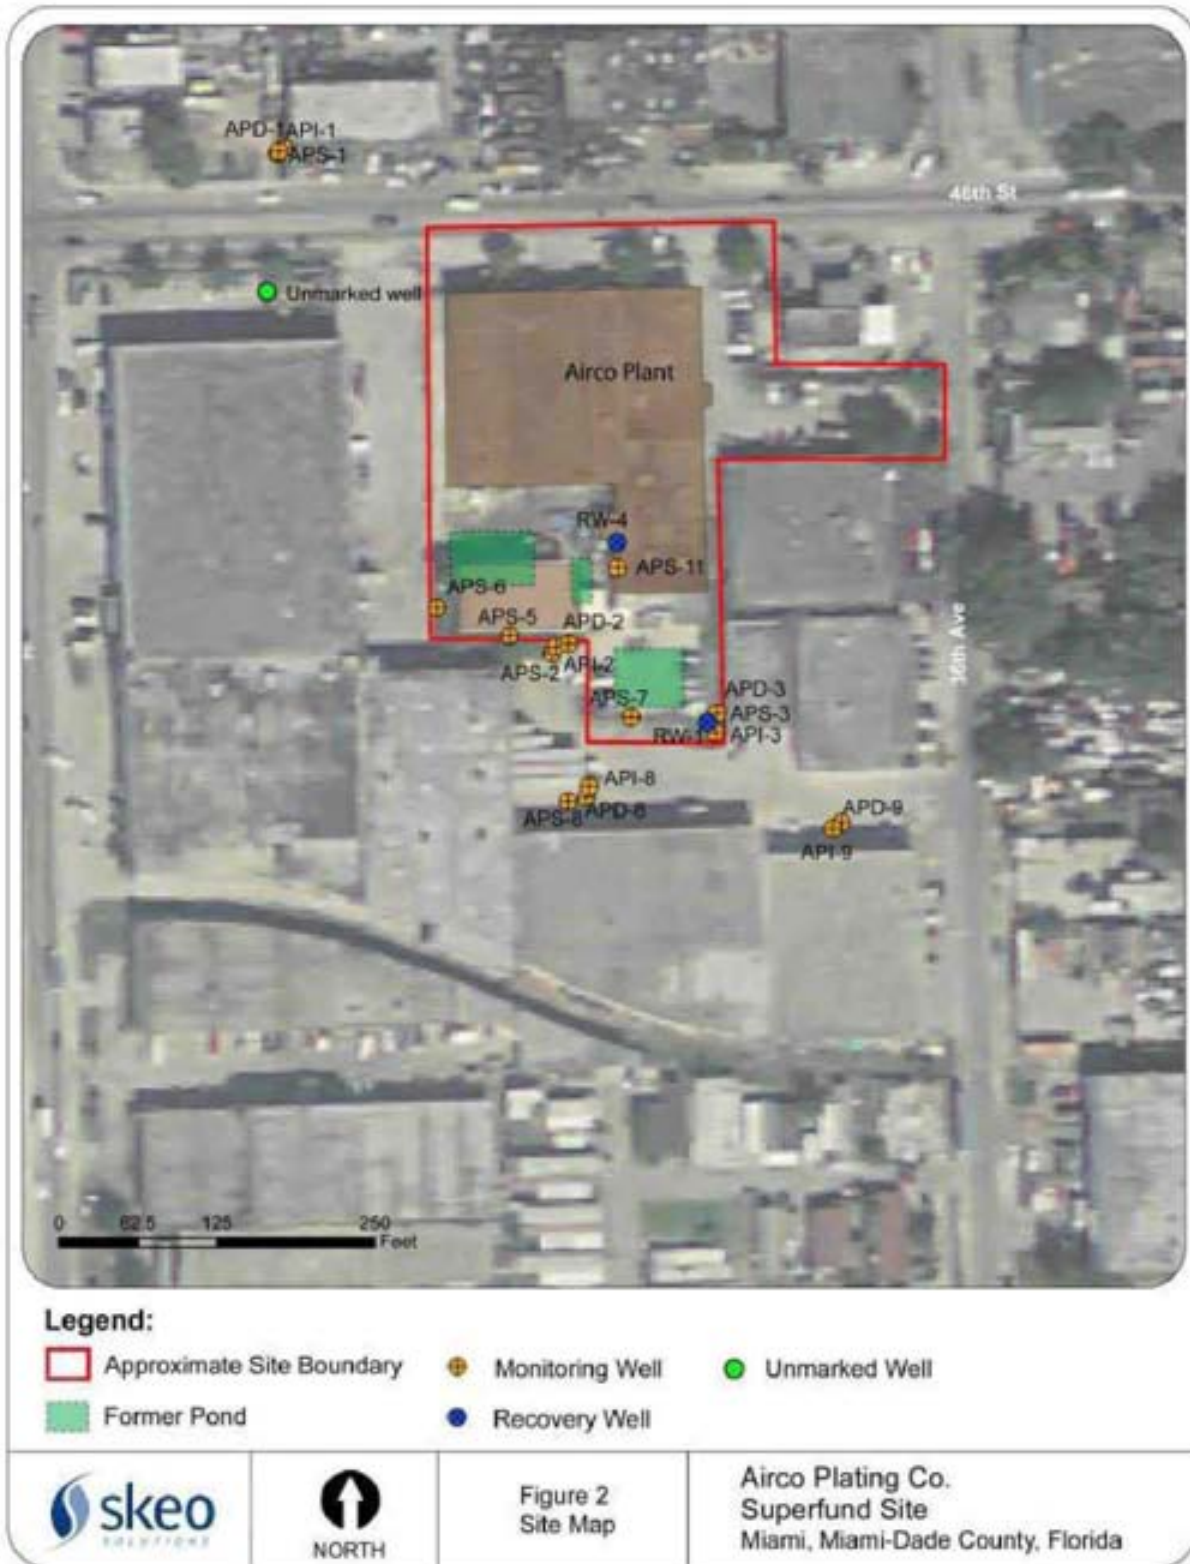 APD-1 API-1
APS-1
46th St
Unmarked well
Airco Plant
RW-4
APS-11
APS-6
APS-5
APD-2
APS-2
API-2
APS-7
APD-3
APS-3
RW-1
API-3
API-8
APS-8
APD-8
APD-9
API-9
36th Ave
0 62.5 125 250
Feet
Legend:
Approximate Site Boundary
Monitoring Well
Unmarked Well
Former Pond
Recovery Well
skeo
SOLUTIONS
NORTH
Figure 2
Site Map
Airco Plating Co.
Superfund Site
Miami, Miami-Dade County, Florida